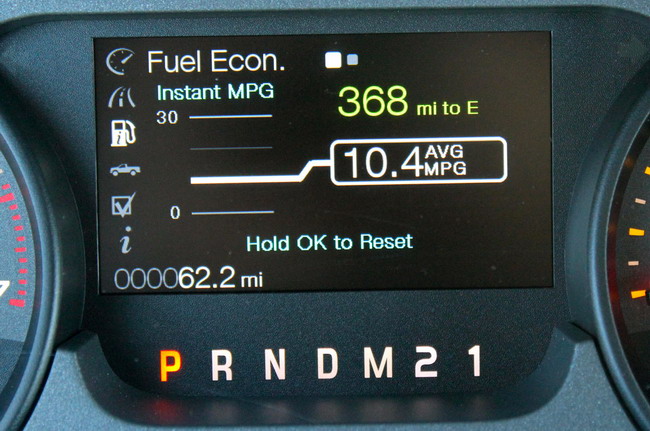 Fuel Econ.
Instant MPG
30
368 mi to E
10.4 AVG MPG
0
Hold OK to Reset
000062.2 mi
P R N D M 2 1
7